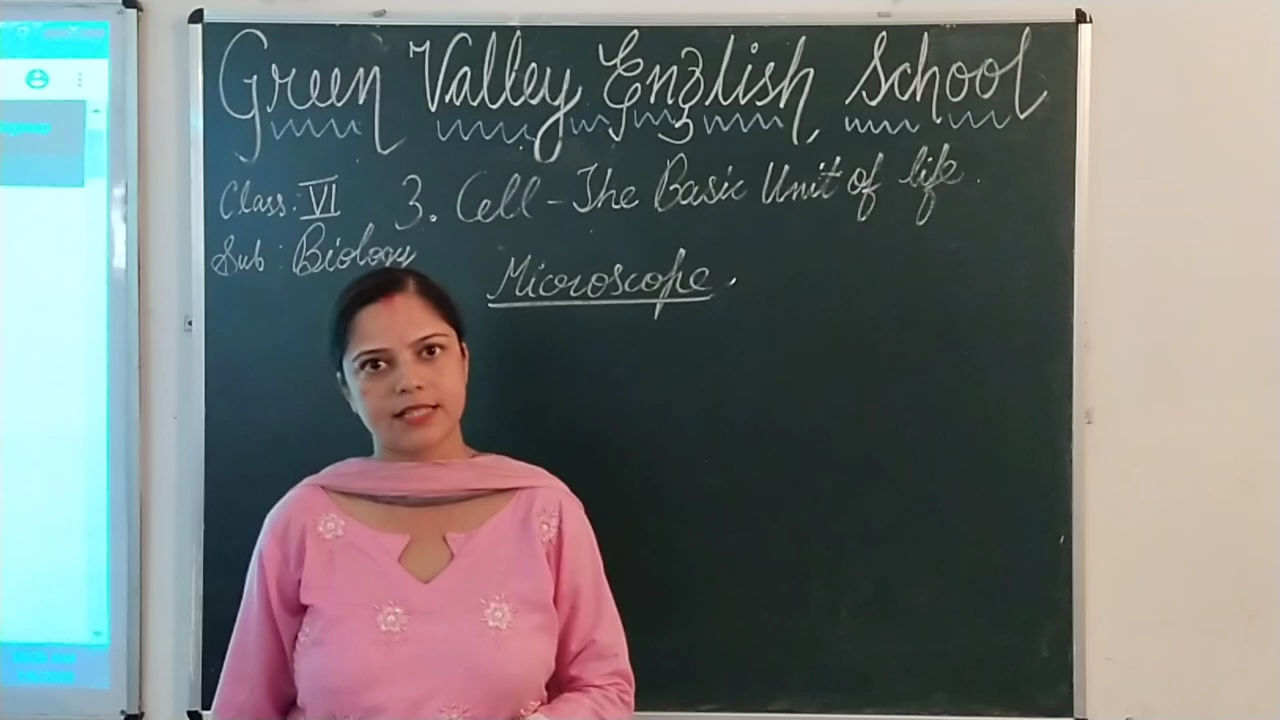 Green Valley English School
Class: VI
3. Cell - The Basic Unit of life.
Sub: Biology
Microscope.